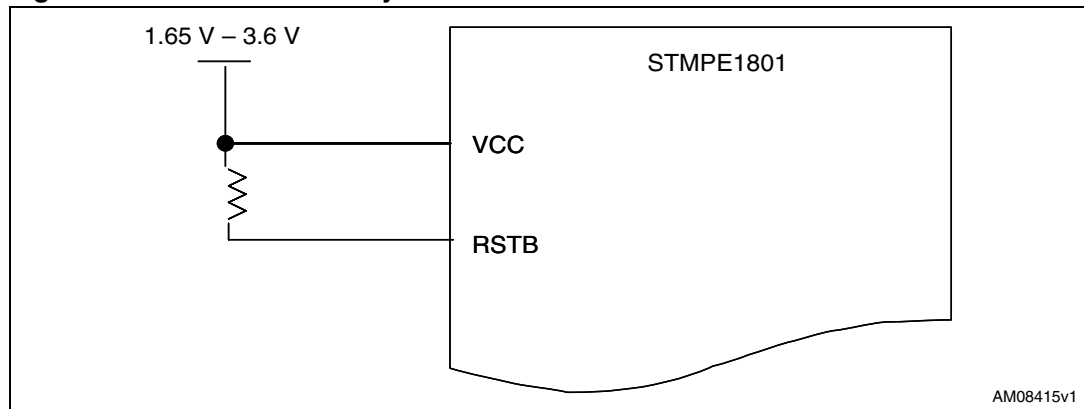 1.65 V – 3.6 V
STMPE1801
VCC
RSTB
AM08415v1